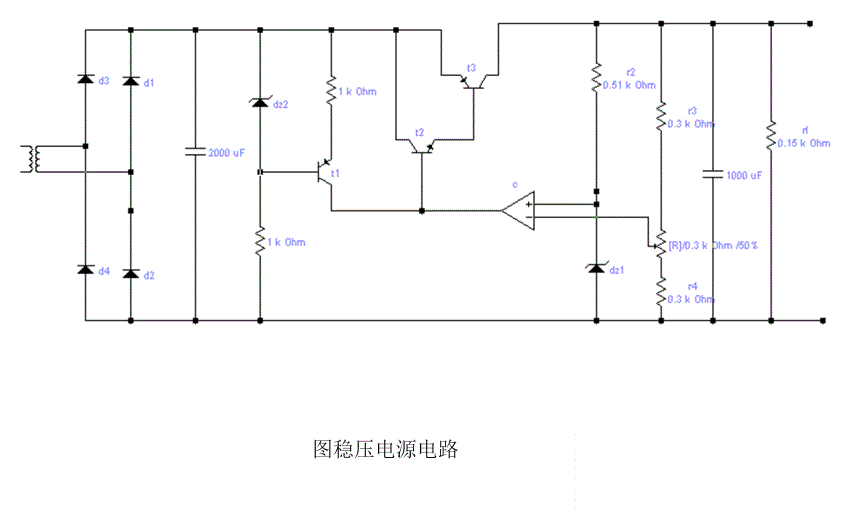 t3
d3
d1
dz2
1 k Ohm
r2
0.51 k Ohm
r3
0.3 k Ohm
rl
0.15 k Ohm
t2
2000 uF
t1
c
+
−
1000 uF
1 k Ohm
[R]/0.3 k Ohm /50%
d4
d2
dz1
r4
0.3 k Ohm
图稳压电源电路